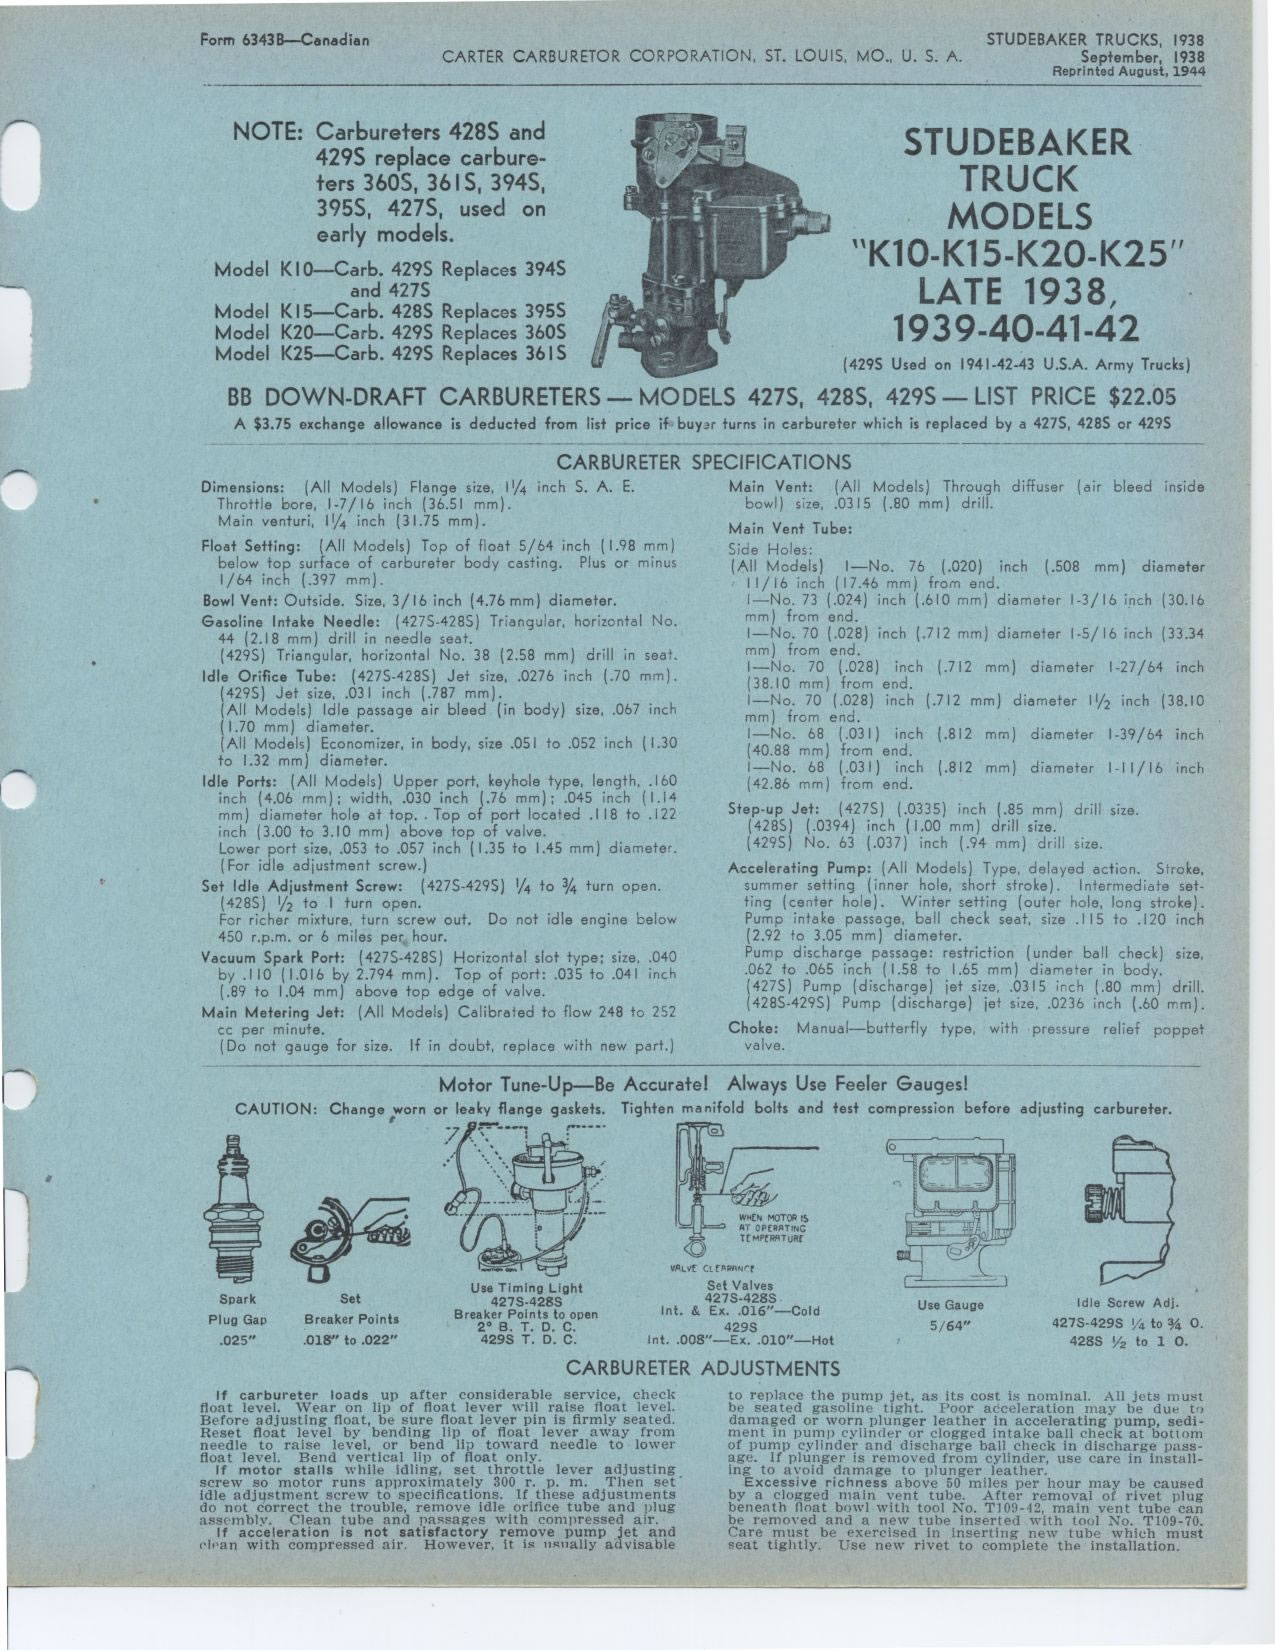 Form 6343B—Canadian
CARTER CARBURETOR CORPORATION, ST. LOUIS, MO., U. S. A.
STUDEBAKER TRUCKS, 1938
September, 1938
Reprinted August, 1944
NOTE: Carbureters 428S and
429S replace carbure-
ters 360S, 361S, 394S,
395S, 427S, used on
early models.
Model K10—Carb. 429S Replaces 394S
and 427S
Model K15—Carb. 428S Replaces 395S
Model K20—Carb. 429S Replaces 360S
Model K25—Carb. 429S Replaces 361S
STUDEBAKER
TRUCK
MODELS
"K10-K15-K20-K25"
LATE 1938,
1939-40-41-42
(429S Used on 1941-42-43 U.S.A. Army Trucks)
BB DOWN-DRAFT CARBURETERS — MODELS 427S, 428S, 429S — LIST PRICE $22.05
A $3.75 exchange allowance is deducted from list price if buyer turns in carbureter which is replaced by a 427S, 428S or 429S
CARBURETER SPECIFICATIONS
Dimensions: (All Models) Flange size, 1¼ inch S. A. E.
Throttle bore, 1-7/16 inch (36.51 mm).
Main venturi, 1¼ inch (31.75 mm).
Float Setting: (All Models) Top of float 5/64 inch (1.98 mm)
below top surface of carbureter body casting. Plus or minus
1/64 inch (.397 mm).
Bowl Vent: Outside. Size, 3/16 inch (4.76 mm) diameter.
Gasoline Intake Needle: (427S-428S) Triangular, horizontal No.
44 (2.18 mm) drill in needle seat.
(429S) Triangular, horizontal No. 38 (2.58 mm) drill in seat.
Idle Orifice Tube: (427S-428S) Jet size, .0276 inch (.70 mm).
(429S) Jet size, .031 inch (.787 mm).
(All Models) Idle passage air bleed (in body) size, .067 inch
(1.70 mm) diameter.
(All Models) Economizer, in body, size .051 to .052 inch (1.30
to 1.32 mm) diameter.
Idle Ports: (All Models) Upper port, keyhole type, length, .160
inch (4.06 mm); width, .030 inch (.76 mm); .045 inch (1.14
mm) diameter hole at top. Top of port located .118 to .122
inch (3.00 to 3.10 mm) above top of valve.
Lower port size, .053 to .057 inch (1.35 to 1.45 mm) diameter.
(For idle adjustment screw.)
Set Idle Adjustment Screw: (427S-429S) ¼ to ¾ turn open.
(428S) ½ to 1 turn open.
For richer mixture, turn screw out. Do not idle engine below
450 r.p.m. or 6 miles per hour.
Vacuum Spark Port: (427S-428S) Horizontal slot type; size, .040
by .110 (1.016 by 2.794 mm). Top of port: .035 to .041 inch
(.89 to 1.04 mm) above top edge of valve.
Main Metering Jet: (All Models) Calibrated to flow 248 to 252
cc per minute.
(Do not gauge for size. If in doubt, replace with new part.)
Main Vent: (All Models) Through diffuser (air bleed inside
bowl) size, .0315 (.80 mm) drill.
Main Vent Tube:
Side Holes:
(All Models) 1—No. 76 (.020) inch (.508 mm) diameter
11/16 inch (17.46 mm) from end.
1—No. 73 (.024) inch (.610 mm) diameter 1-3/16 inch (30.16
mm) from end.
1—No. 70 (.028) inch (.712 mm) diameter 1-5/16 inch (33.34
mm) from end.
1—No. 70 (.028) inch (.712 mm) diameter 1-27/64 inch
(38.10 mm) from end.
1—No. 70 (.028) inch (.712 mm) diameter 1½ inch (38.10
mm) from end.
1—No. 68 (.031) inch (.812 mm) diameter 1-39/64 inch
(40.88 mm) from end.
1—No. 68 (.031) inch (.812 mm) diameter 1-11/16 inch
(42.86 mm) from end.
Step-up Jet: (427S) (.0335) inch (.85 mm) drill size.
(428S) (.0394) inch (1.00 mm) drill size.
(429S) No. 63 (.037) inch (.94 mm) drill size.
Accelerating Pump: (All Models) Type, delayed action. Stroke,
summer setting (inner hole, short stroke). Intermediate set-
ting (center hole). Winter setting (outer hole, long stroke).
Pump intake passage, ball check seat, size .115 to .120 inch
(2.92 to 3.05 mm) diameter.
Pump discharge passage: restriction (under ball check) size,
.062 to .065 inch (1.58 to 1.65 mm) diameter in body.
(427S) Pump (discharge) jet size, .0315 inch (.80 mm) drill.
(428S-429S) Pump (discharge) jet size, .0236 inch (.60 mm).
Choke: Manual—butterfly type, with pressure relief poppet
valve.
Motor Tune-Up—Be Accurate! Always Use Feeler Gauges!
CAUTION: Change worn or leaky flange gaskets. Tighten manifold bolts and test compression before adjusting carbureter.
Spark
Plug Gap
.025"
Set
Breaker Points
.018" to .022"
Use Timing Light
427S-428S
Breaker Points to open
2° B. T. D. C.
429S T. D. C.
WHEN MOTOR IS
AT OPERATING
TEMPERATURE
VALVE CLEARANCE
Set Valves
427S-428S
Int. & Ex. .016"—Cold
429S
Int. .008"—Ex. .010"—Hot
Use Gauge
5/64"
Idle Screw Adj.
427S-429S ¼ to ¾ O.
428S ½ to 1 O.
CARBURETER ADJUSTMENTS
If carbureter loads up after considerable service, check
float level. Wear on lip of float lever will raise float level.
Before adjusting float, be sure float lever pin is firmly seated.
Reset float level by bending lip of float lever away from
needle to raise level, or bend lip toward needle to lower
float level. Bend vertical lip of float only.
If motor stalls while idling, set throttle lever adjusting
screw so motor runs approximately 300 r. p. m. Then set
idle adjustment screw to specifications. If these adjustments
do not correct the trouble, remove idle orifice tube and plug
assembly. Clean tube and passages with compressed air.
If acceleration is not satisfactory remove pump jet and
clean with compressed air. However, it is usually advisable
to replace the pump jet, as its cost is nominal. All jets must
be seated gasoline tight. Poor acceleration may be due to
damaged or worn plunger leather in accelerating pump, sedi-
ment in pump cylinder or clogged intake ball check at bottom
of pump cylinder and discharge ball check in discharge pass-
age. If plunger is removed from cylinder, use care in install-
ing to avoid damage to plunger leather.
Excessive richness above 50 miles per hour may be caused
by a clogged main vent tube. After removal of rivet plug
beneath float bowl with tool No. T109-42, main vent tube can
be removed and a new tube inserted with tool No. T109-70.
Care must be exercised in inserting new tube which must
seat tightly. Use new rivet to complete the installation.